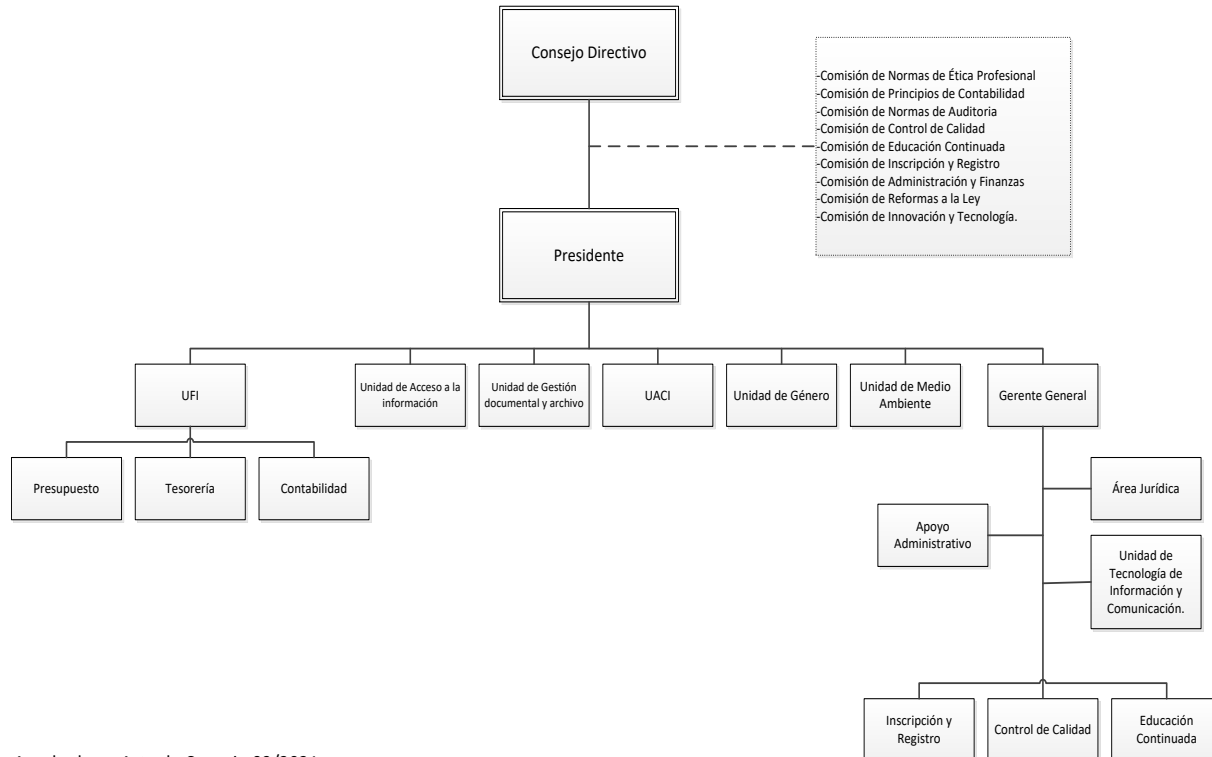 Consejo Directivo
-Comisión de Normas de Ética Profesional
-Comisión de Principios de Contabilidad
-Comisión de Normas de Auditoria
-Comisión de Control de Calidad
-Comisión de Educación Continuada
-Comisión de Inscripción y Registro
-Comisión de Administración y Finanzas
-Comisión de Reformas a la Ley
-Comisión de Innovación y Tecnología.
Presidente
UFI
Unidad de Acceso a la
información
Unidad de Gestión
documental y archivo
UACI
Unidad de Género
Unidad de Medio
Ambiente
Gerente General
Presupuesto
Tesorería
Contabilidad
Área Jurídica
Apoyo
Administrativo
Unidad de
Tecnología de
Información y
Comunicación.
Inscripción y
Registro
Control de Calidad
Educación
Continuada